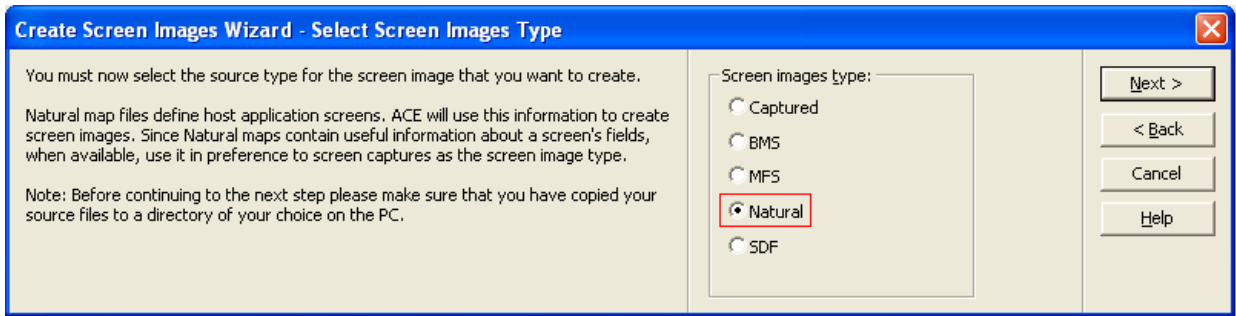 Create Screen Images Wizard - Select Screen Images Type
You must now select the source type for the screen image that you want to create.
Natural map files define host application screens. ACE will use this information to create
screen images. Since Natural maps contain useful information about a screen's fields,
when available, use it in preference to screen captures as the screen image type.
Note: Before continuing to the next step please make sure that you have copied your
source files to a directory of your choice on the PC.
Screen images type:
Captured
BMS
MFS
Natural
SDF
Next >
< Back
Cancel
Help